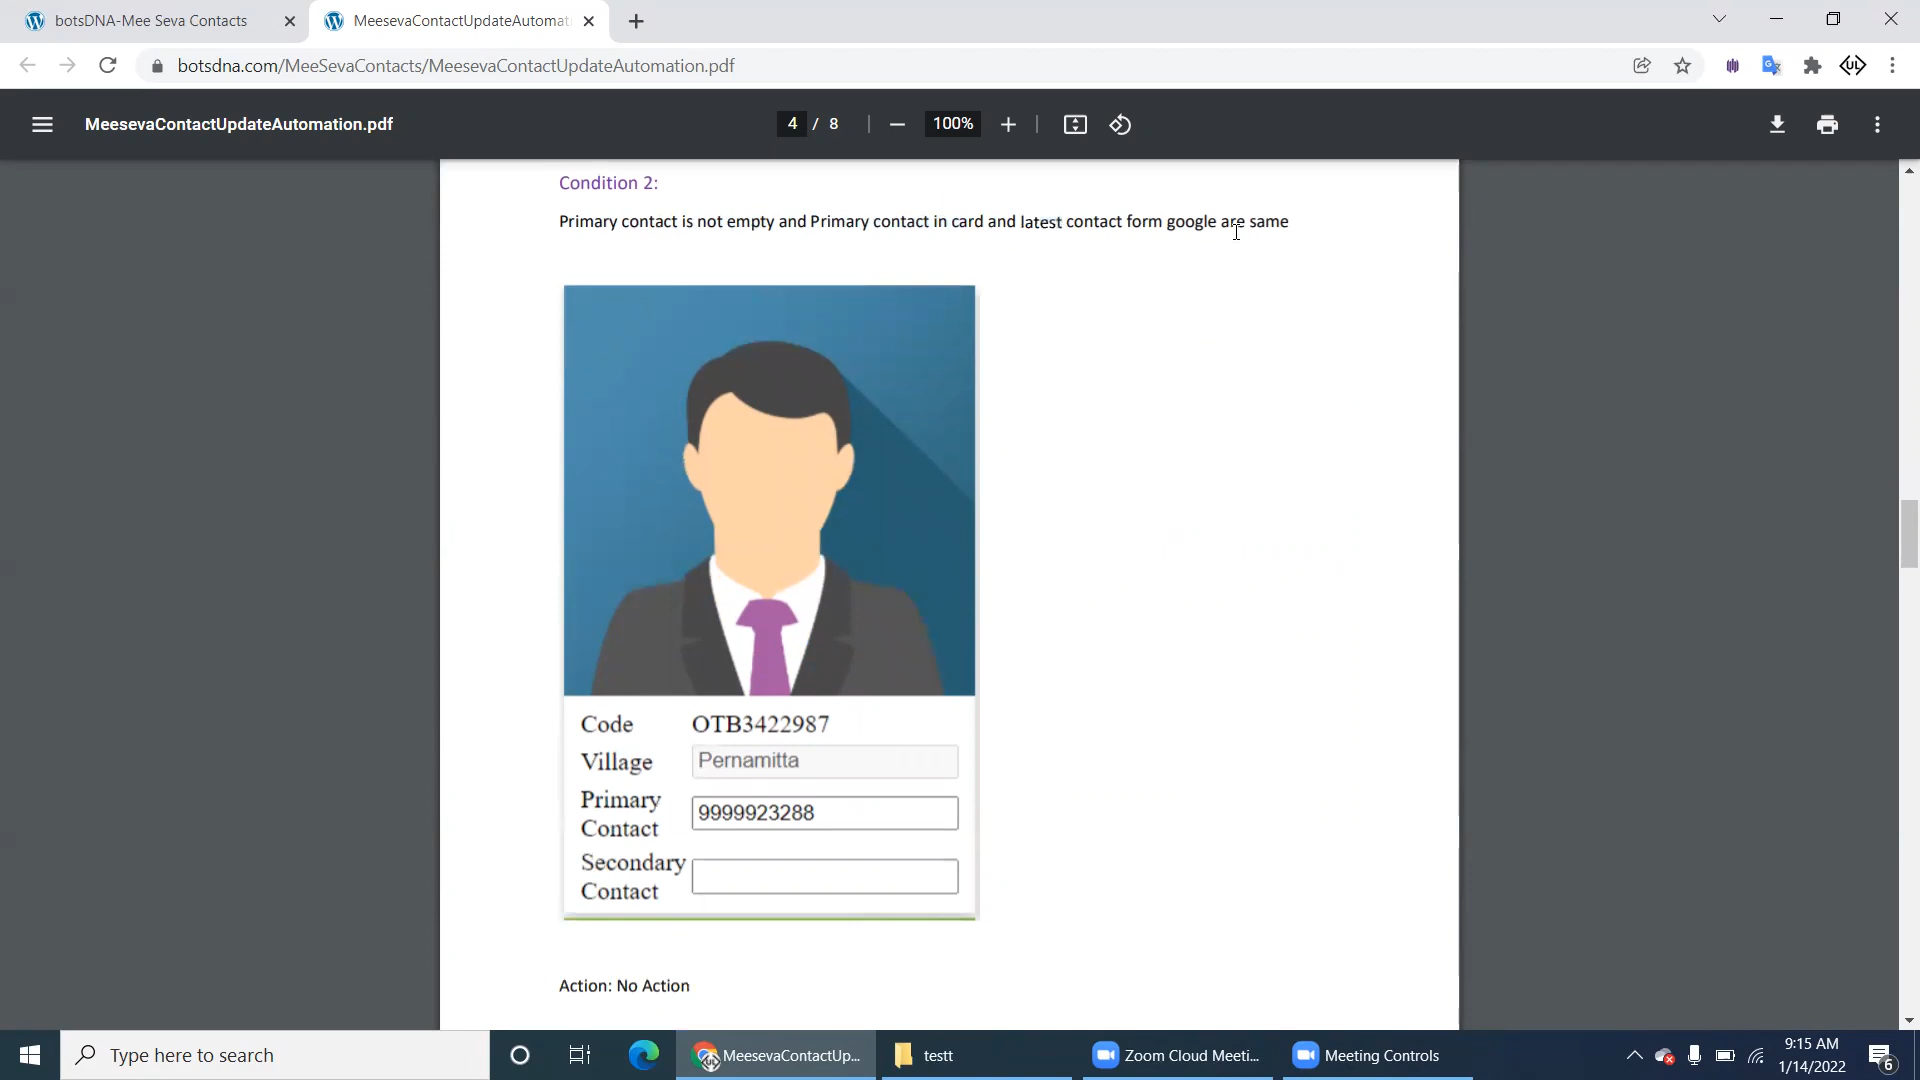 botsDNA-Mee Seva Contacts
MeesevaContactUpdateAutomati
botsdna.com/MeeSevaContacts/MeesevaContactUpdateAutomation.pdf
MeesevaContactUpdateAutomation.pdf
4 / 8
100%
Condition 2:
Primary contact is not empty and Primary contact in card and latest contact form google are same
Code OTB3422987
Village Pernamitta
Primary
Contact 9999923288
Secondary
Contact
Action: No Action
Type here to search
MeesevaContactUp...
testt
Zoom Cloud Meeti...
Meeting Controls
9:15 AM
1/14/2022
6